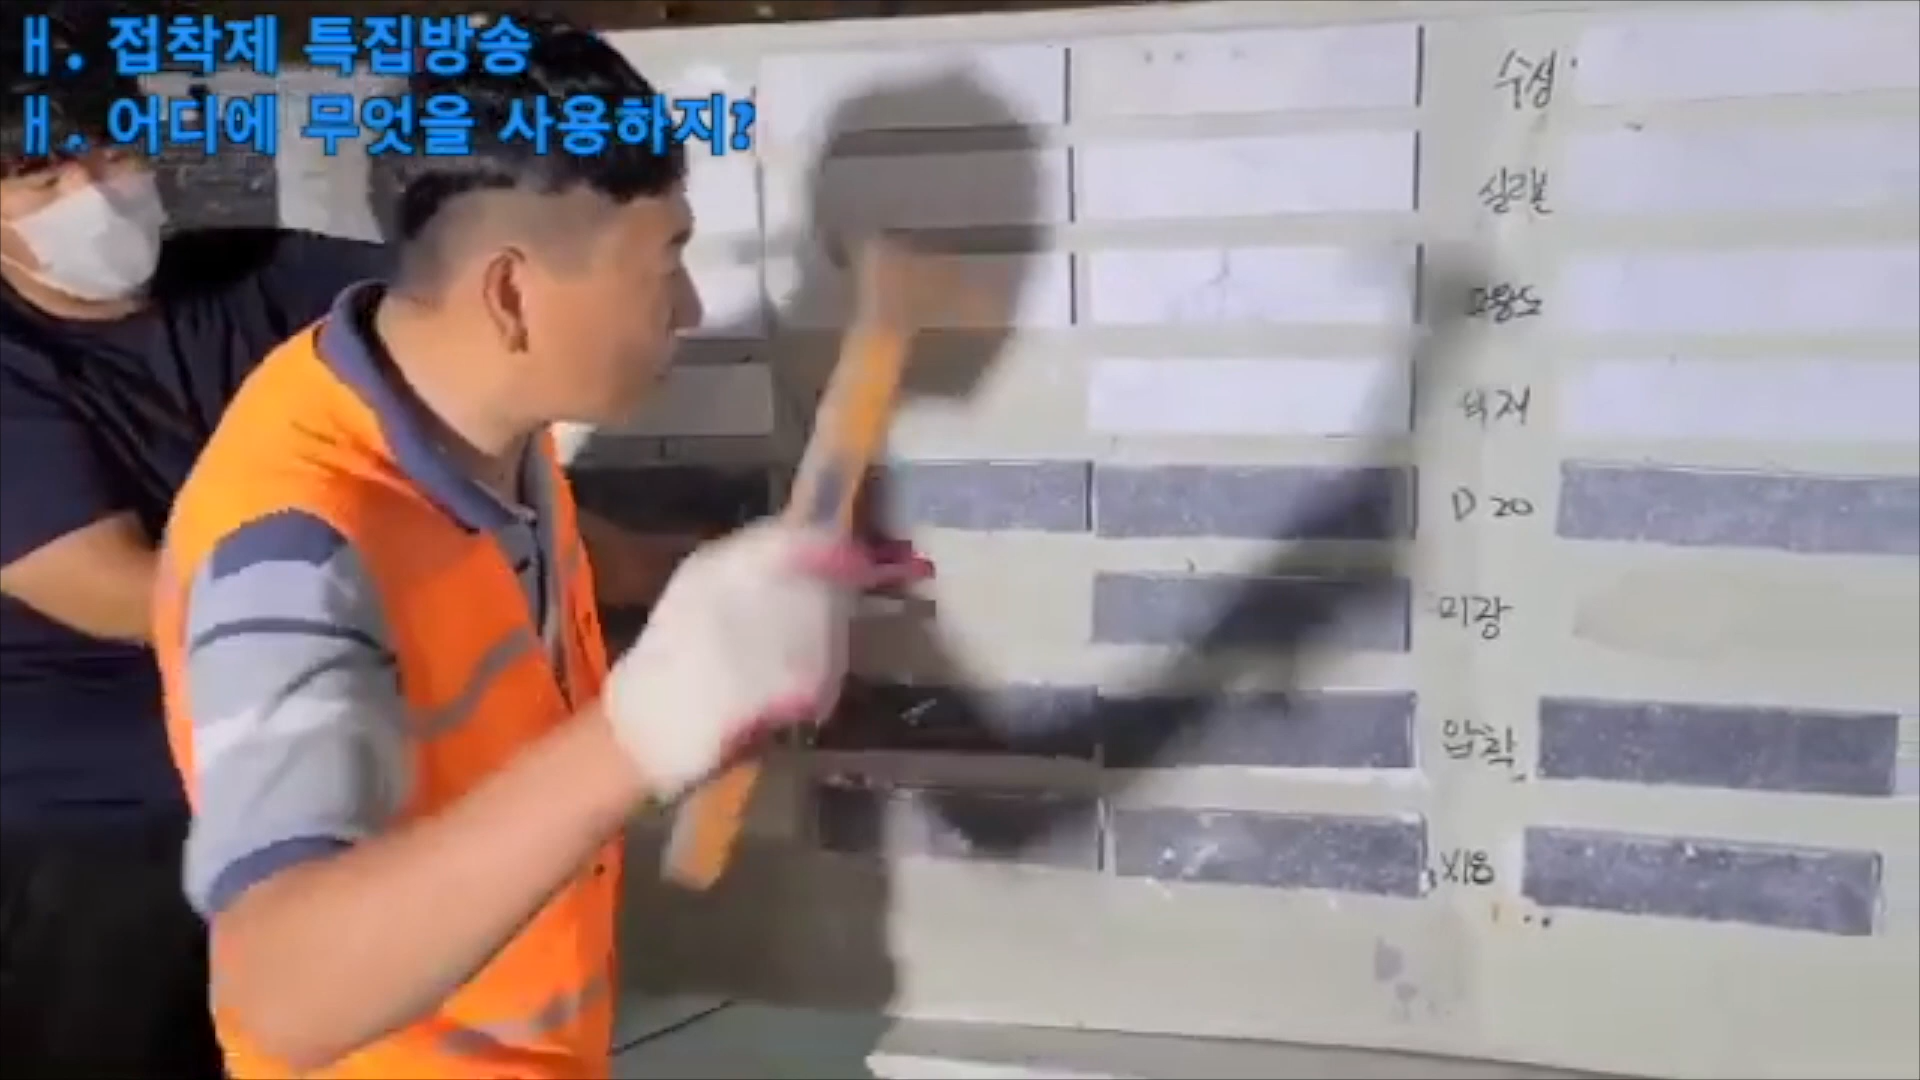 ㅐ. 접착제 특집방송
ㅐ. 어디에 무엇을 사용하지?
수성
실리콘
D 20
미장
압착
X18